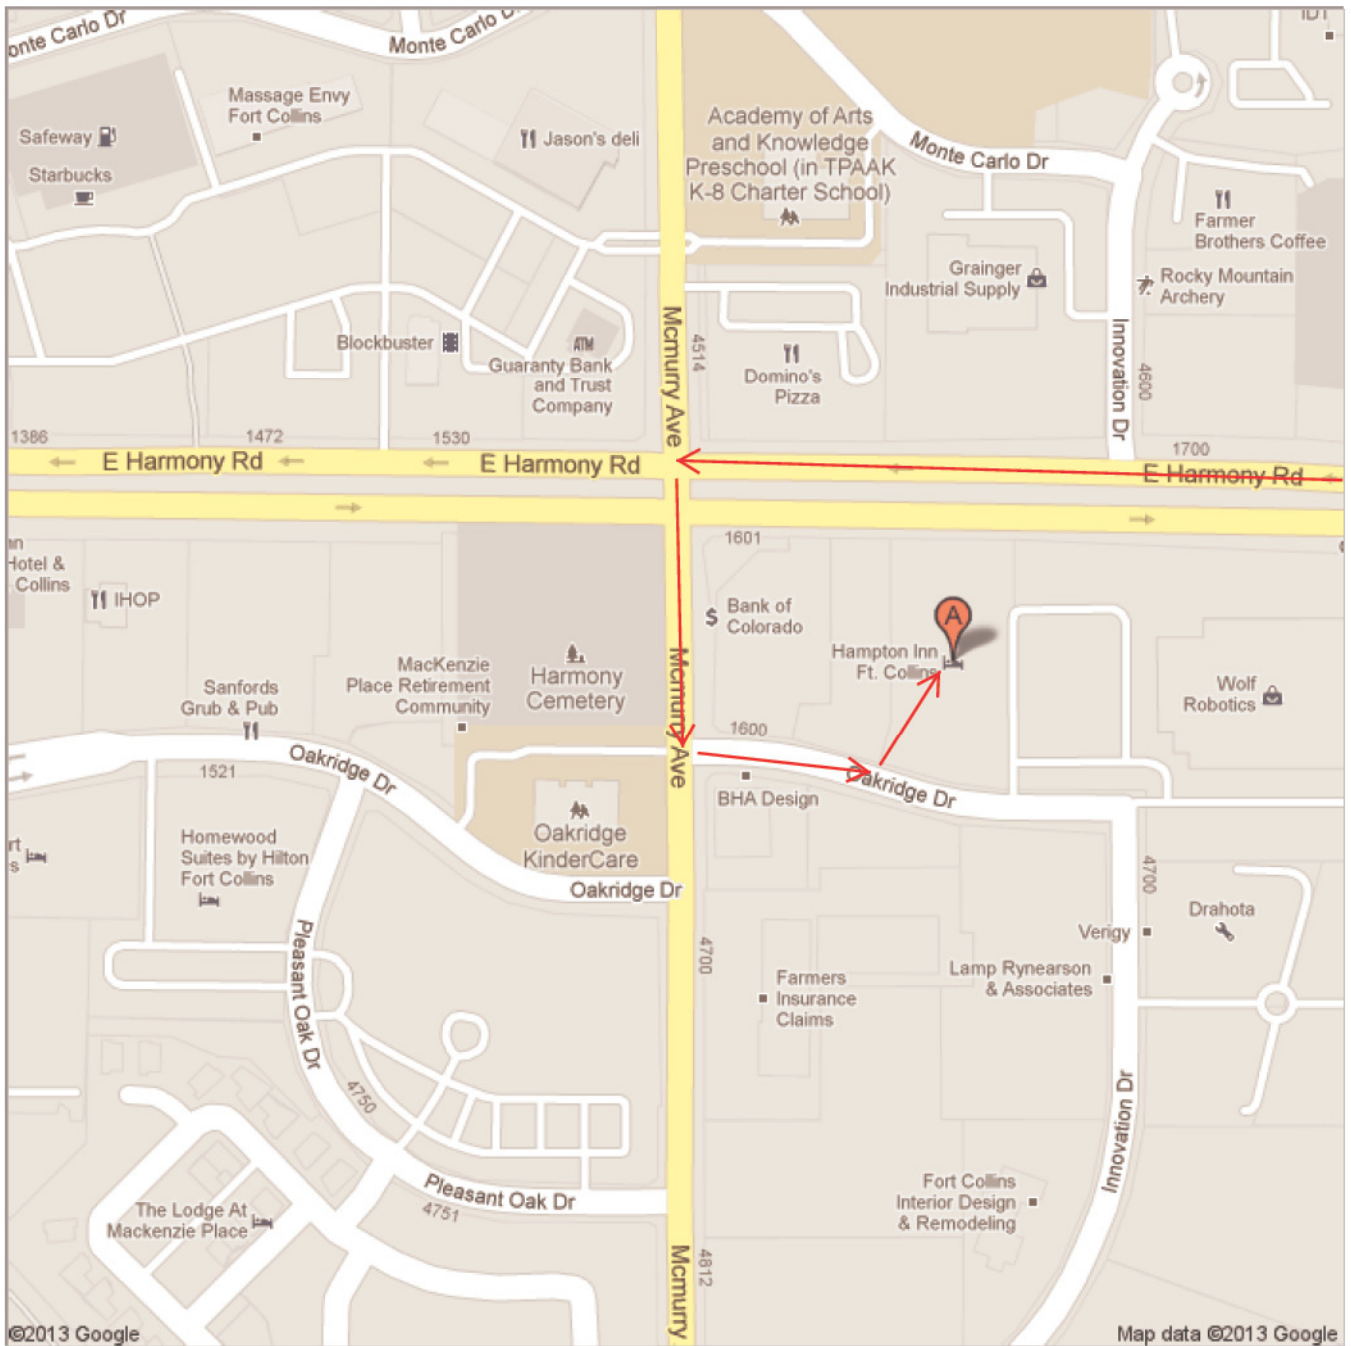 onte Carlo Dr
Monte Carlo D
Massage Envy
Fort Collins
Safeway
Starbucks
Jason's deli
Academy of Arts
and Knowledge
Preschool (in TPAAK
K-8 Charter School)
Monte Carlo Dr
Farmer
Brothers Coffee
Grainger
Industrial Supply
Rocky Mountain
Archery
Blockbuster
ATM
Guaranty Bank
and Trust
Company
Mcmurry Ave
4514
Domino's
Pizza
Innovation Dr
4600
1386
1472
1530
1700
E Harmony Rd
E Harmony Rd
E Harmony Rd
1601
Hotel &
Collins
IHOP
$ Bank of
Colorado
A
Hampton Inn
Ft. Collins
MacKenzie
Place Retirement
Community
Harmony
Cemetery
Mcmurry Ave
Wolf
Robotics
Sanfords
Grub & Pub
1600
Oakridge Dr
1521
Oakridge Dr
BHA Design
Homewood
Suites by Hilton
Fort Collins
Oakridge
KinderCare
Oakridge Dr
4700
Drahota
Verigy
Pleasant Oak Dr
4700
Farmers
Insurance
Claims
Lamp Rynearson
& Associates
4750
Innovation Dr
Pleasant Oak Dr
4751
The Lodge At
Mackenzie Place
Fort Collins
Interior Design
& Remodeling
Mcmurry
4812
©2013 Google
Map data ©2013 Google